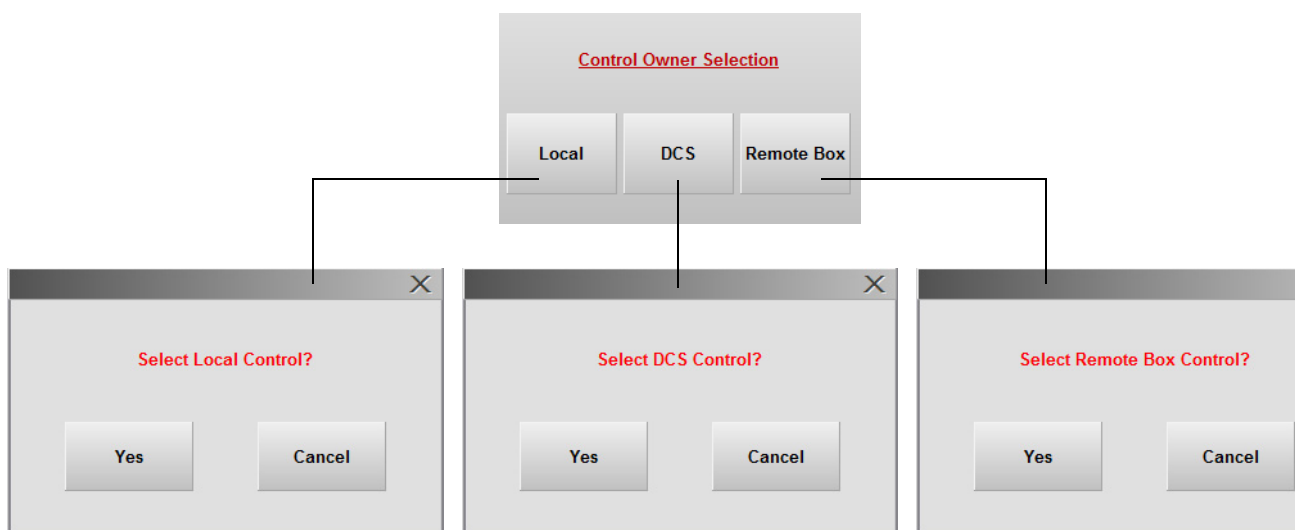 Control Owner Selection
Local
DCS
Remote Box
Select Local Control?
Yes
Cancel
Select DCS Control?
Yes
Cancel
Select Remote Box Control?
Yes
Cancel